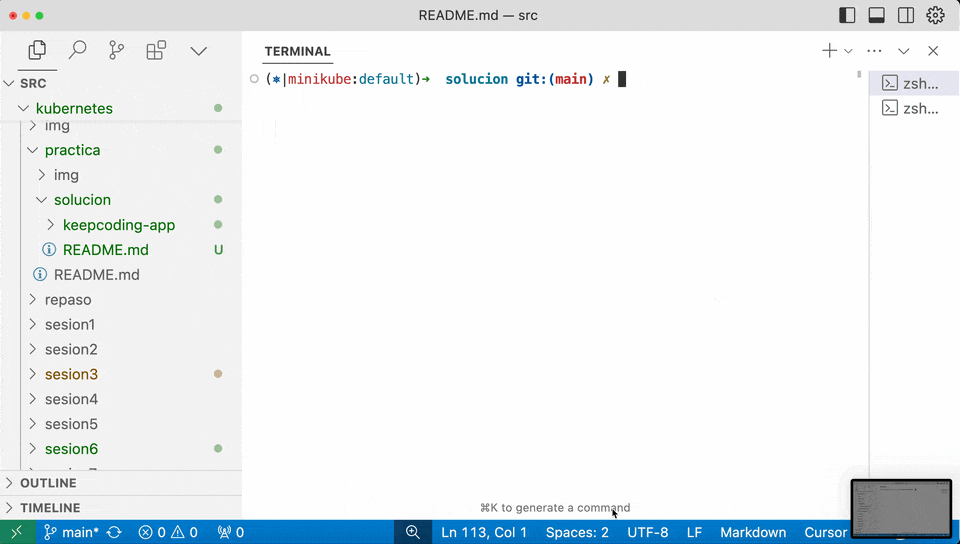 README.md — src
SRC
kubernetes
img
practica
img
solucion
keepcoding-app
README.md U
README.md
repaso
sesion1
sesion2
sesion3
sesion4
sesion5
sesion6
OUTLINE
TIMELINE
TERMINAL
(⎈|minikube:default)➜  solucion git:(main) ✗
zsh...
zsh...
⌘K to generate a command
main* 0 0 0 Ln 113, Col 1 Spaces: 2 UTF-8 LF Markdown Cursor